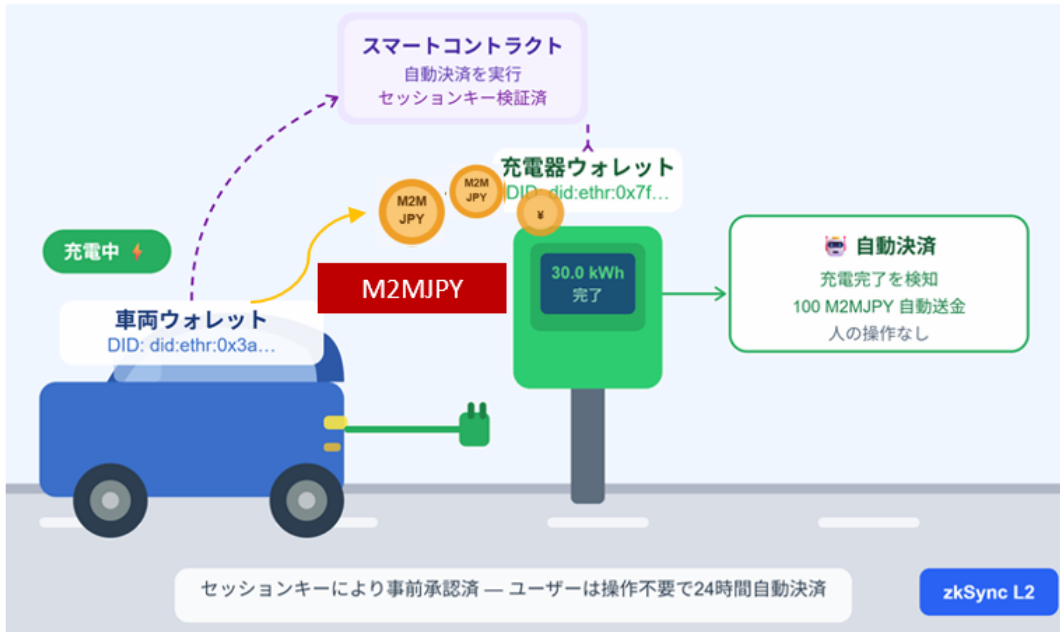 スマートコントラクト
自動決済を実行
セッションキー検証済
充電器ウォレット
DID: did:ethr:0x7f...
M2M
JPY
M2M
JPY
¥
充電中
M2MJPY
30.0 kWh
完了
自動決済
充電完了を検知
100 M2MJPY 自動送金
人の操作なし
車両ウォレット
DID: did:ethr:0x3a...
セッションキーにより事前承認済 — ユーザーは操作不要で24時間自動決済
zkSync L2